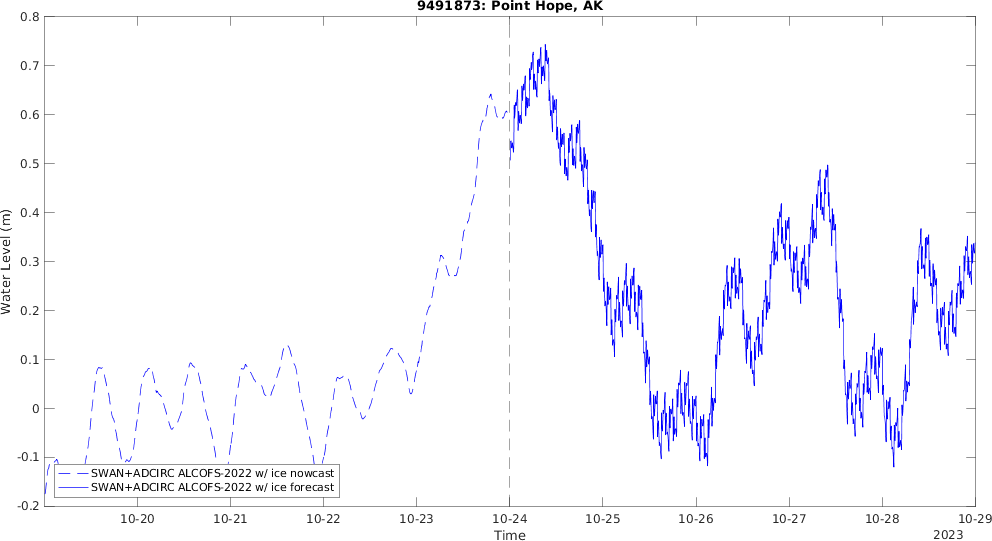 9491873: Point Hope, AK
0.8
0.7
0.6
0.5
0.4
0.3
0.2
0.1
0
-0.1
-0.2
Water Level (m)
SWAN+ADCIRC ALCOFS-2022 w/ ice nowcast
SWAN+ADCIRC ALCOFS-2022 w/ ice forecast
10-20 10-21 10-22 10-23 10-24 10-25 10-26 10-27 10-28 10-29
Time
2023